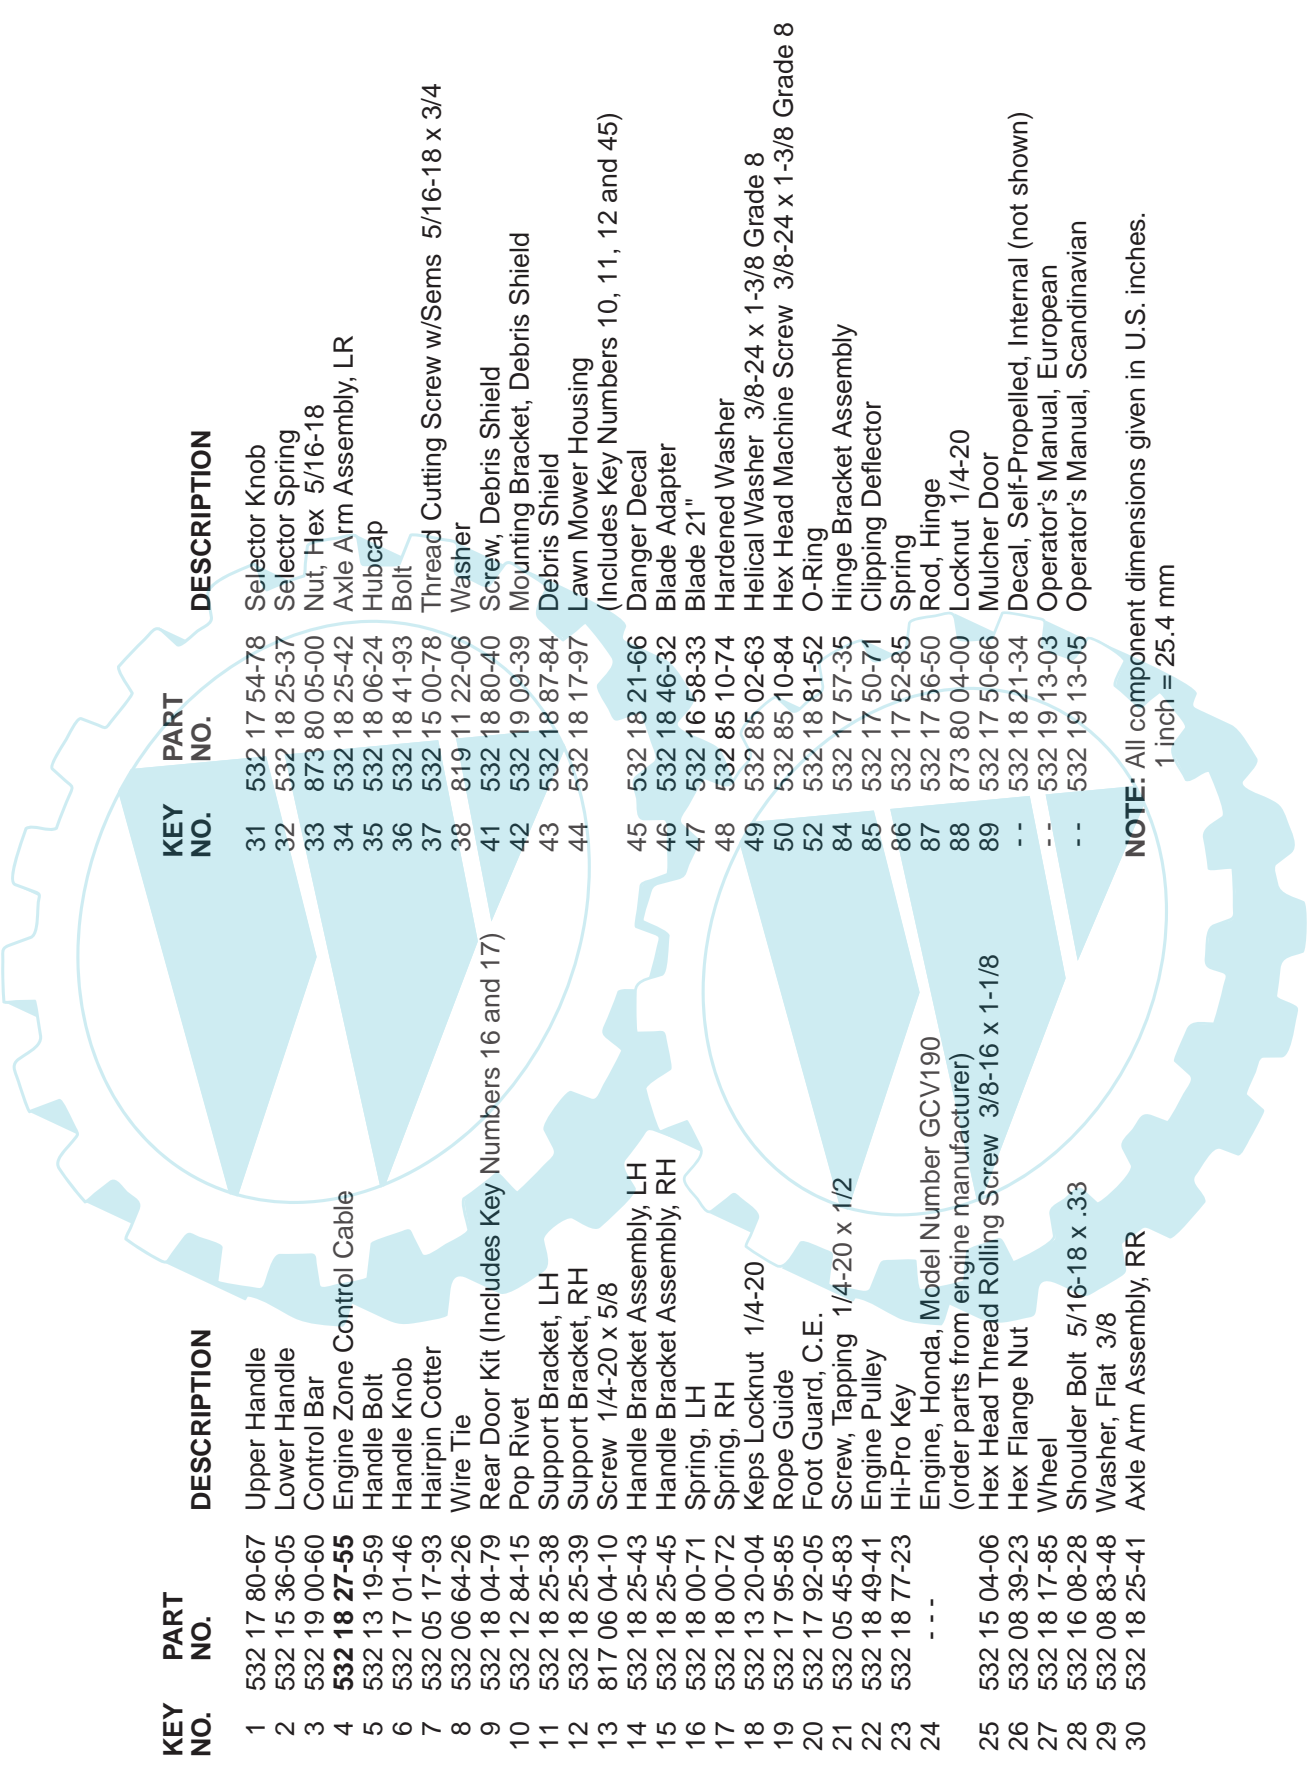 KEY PART
NO. NO. DESCRIPTION
1 532 17 80-67 Upper Handle
2 532 15 36-05 Lower Handle
3 532 19 00-60 Control Bar
4 532 18 27-55 Engine Zone Control Cable
5 532 13 19-59 Handle Bolt
6 532 17 01-46 Handle Knob
7 532 05 17-93 Hairpin Cotter
8 532 06 64-26 Wire Tie
9 532 18 04-79 Rear Door Kit (Includes Key Numbers 16 and 17)
10 532 12 84-15 Pop Rivet
11 532 18 25-38 Support Bracket, LH
12 532 18 25-39 Support Bracket, RH
13 817 06 04-10 Screw 1/4-20 x 5/8
14 532 18 25-43 Handle Bracket Assembly, LH
15 532 18 25-45 Handle Bracket Assembly, RH
16 532 18 00-71 Spring, LH
17 532 18 00-72 Spring, RH
18 532 13 20-04 Keps Locknut 1/4-20
19 532 17 95-85 Rope Guide
20 532 17 92-05 Foot Guard, C.E.
21 532 05 45-83 Screw, Tapping 1/4-20 x 1/2
22 532 18 49-41 Engine Pulley
23 532 18 77-23 Hi-Pro Key
24 - - - Engine, Honda, Model Number GCV190
(order parts from engine manufacturer)
25 532 15 04-06 Hex Head Thread Rolling Screw 3/8-16 x 1-1/8
26 532 08 39-23 Hex Flange Nut
27 532 18 17-85 Wheel
28 532 16 08-28 Shoulder Bolt 5/16-18 x .33
29 532 08 83-48 Washer, Flat 3/8
30 532 18 25-41 Axle Arm Assembly, RR
KEY PART
NO. NO. DESCRIPTION
31 532 17 54-78 Selector Knob
32 532 18 25-37 Selector Spring
33 873 80 05-00 Nut, Hex 5/16-18
34 532 18 25-42 Axle Arm Assembly, LR
35 532 18 06-24 Hubcap
36 532 18 41-93 Bolt
37 532 15 00-78 Thread Cutting Screw w/Sems 5/16-18 x 3/4
38 819 11 22-06 Washer
41 532 18 80-40 Screw, Debris Shield
42 532 19 09-39 Mounting Bracket, Debris Shield
43 532 18 87-84 Debris Shield
44 532 18 17-97 Lawn Mower Housing
(Includes Key Numbers 10, 11, 12 and 45)
45 532 18 21-66 Danger Decal
46 532 18 46-32 Blade Adapter
47 532 16 58-33 Blade 21"
48 532 85 10-74 Hardened Washer
49 532 85 02-63 Helical Washer 3/8-24 x 1-3/8 Grade 8
50 532 85 10-84 Hex Head Machine Screw 3/8-24 x 1-3/8 Grade 8
52 532 18 81-52 O-Ring
84 532 17 57-35 Hinge Bracket Assembly
85 532 17 50-71 Clipping Deflector
86 532 17 52-85 Spring
87 532 17 56-50 Rod, Hinge
88 873 80 04-00 Locknut 1/4-20
89 532 17 50-66 Mulcher Door
- - 532 18 21-34 Decal, Self-Propelled, Internal (not shown)
- - 532 19 13-03 Operator's Manual, European
- - 532 19 13-05 Operator's Manual, Scandinavian
NOTE: All component dimensions given in U.S. inches.
1 inch = 25.4 mm